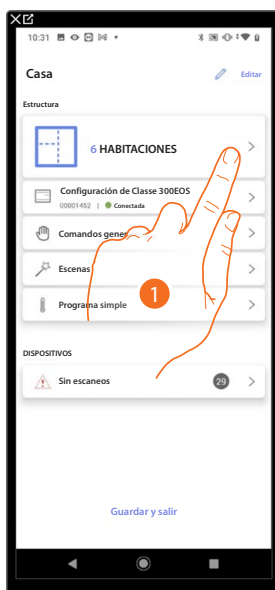 10:31
Casa
Editar
Estructura
6 HABITACIONES
Configuración de Classe 300EOS
00001452 | Conectada
Comandos gener
Escenas
1
Programa simple
DISPOSITIVOS
Sin escaneos 29
Guardar y salir